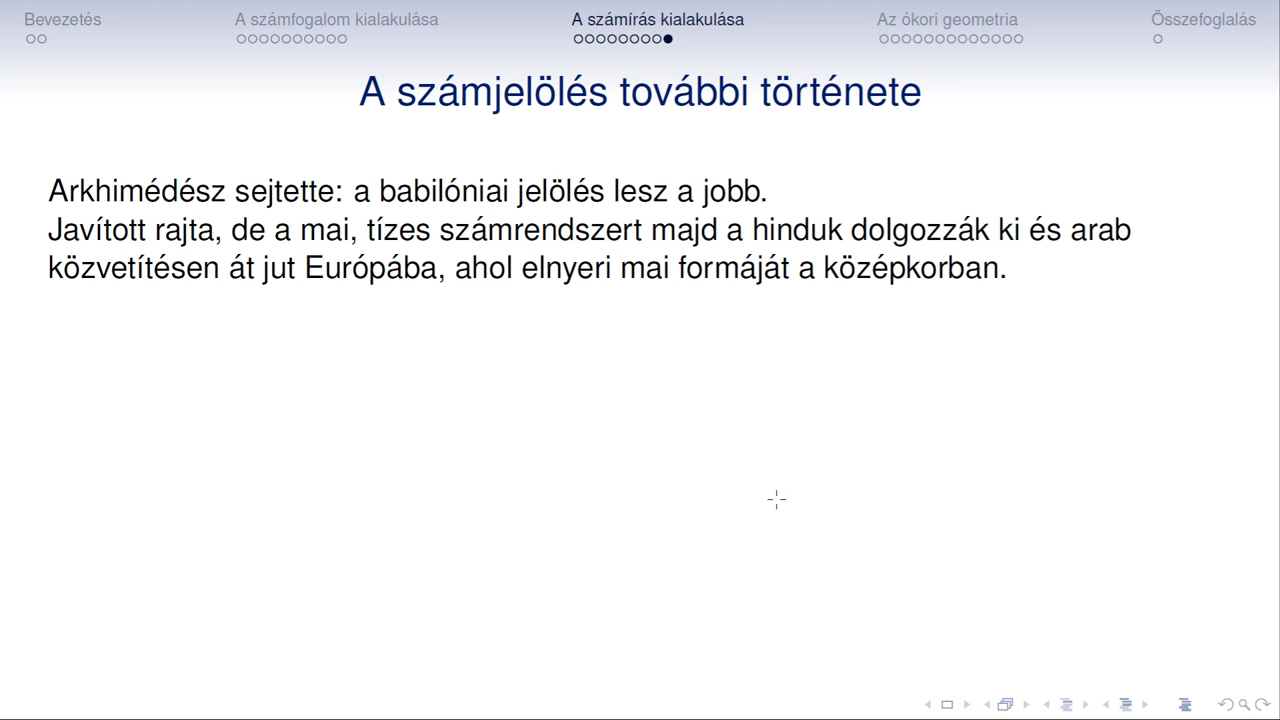 Bevezetés
A számfogalom kialakulása
A számírás kialakulása
Az ókori geometria
Összefoglalás
A számjelölés további története
Arkhimédész sejtette: a babilóniai jelölés lesz a jobb.
Javított rajta, de a mai, tízes számrendszert majd a hinduk dolgozzák ki és arab
közvetítésen át jut Európába, ahol elnyeri mai formáját a középkorban.